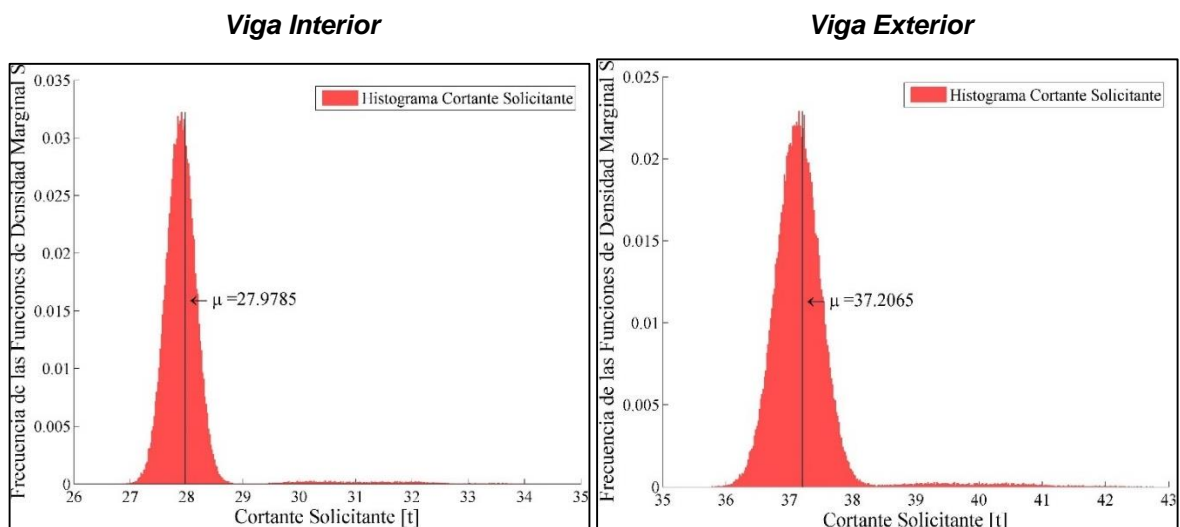 Viga Interior
Frecuencia de las Funciones de Densidad Marginal S
0.035
0.03
0.025
0.02
0.015
0.01
0.005
0
Histograma Cortante Solicitante
← μ =27.9785
26 27 28 29 30 31 32 33 34 35
Cortante Solicitante [t]
Viga Exterior
Frecuencia de las Funciones de Densidad Marginal S
0.025
0.02
0.015
0.01
0.005
0
Histograma Cortante Solicitante
← μ =37.2065
35 36 37 38 39 40 41 42 43
Cortante Solicitante [t]